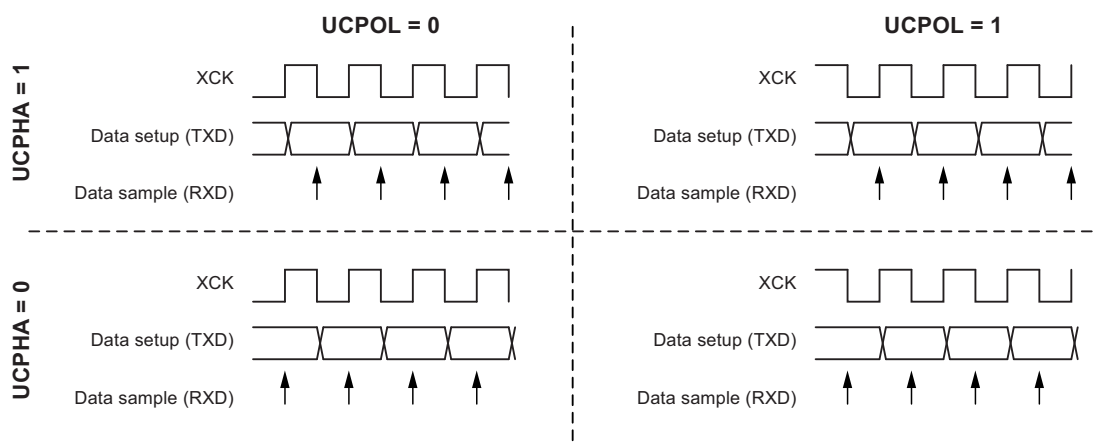 UCPOL = 0
UCPOL = 1
UCPHA = 1
XCK
Data setup (TXD)
Data sample (RXD)
XCK
Data setup (TXD)
Data sample (RXD)
UCPHA = 0
XCK
Data setup (TXD)
Data sample (RXD)
XCK
Data setup (TXD)
Data sample (RXD)